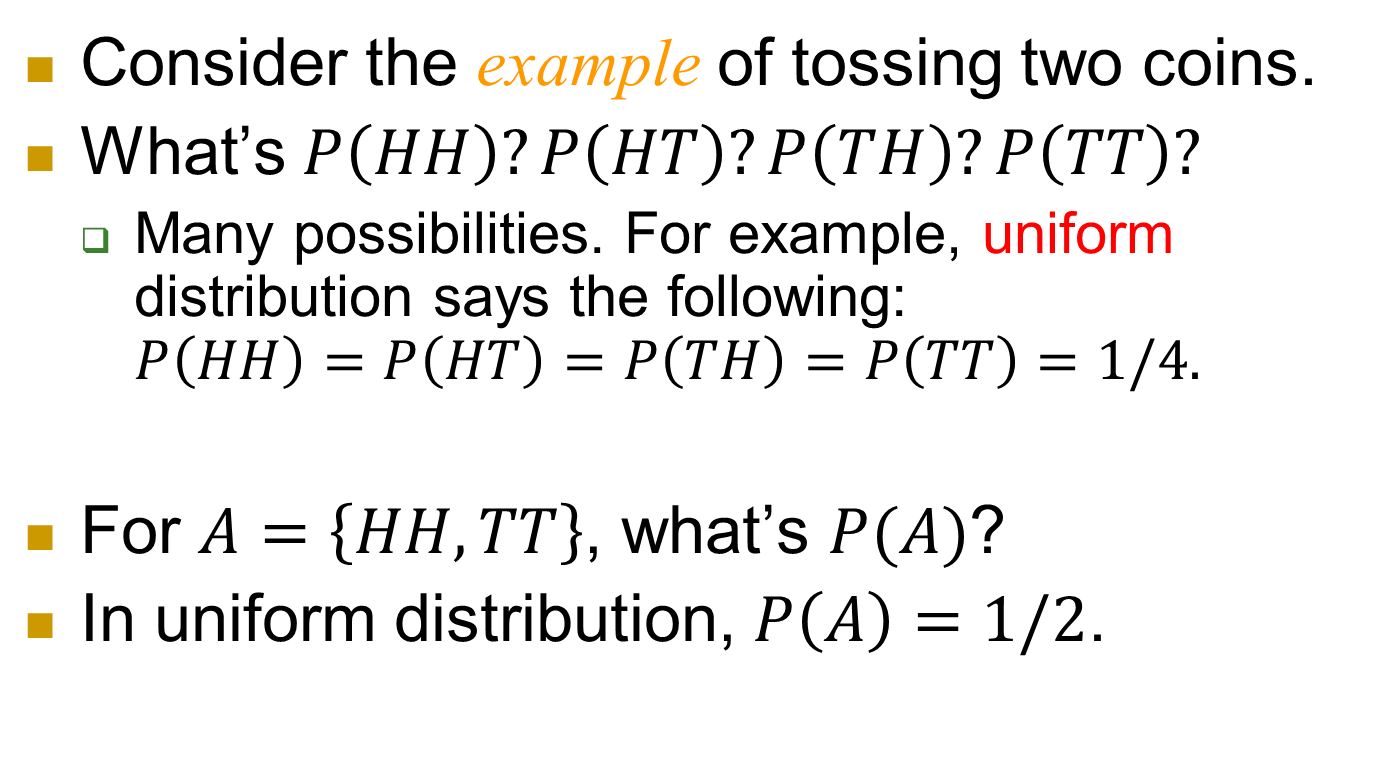 Consider the example of tossing two coins.
What’s P(HH)? P(HT)? P(TH)? P(TT)?
Many possibilities. For example, uniform
distribution says the following:
P(HH) = P(HT) = P(TH) = P(TT) = 1/4.
For A = {HH, TT}, what’s P(A)?
In uniform distribution, P(A) = 1/2.